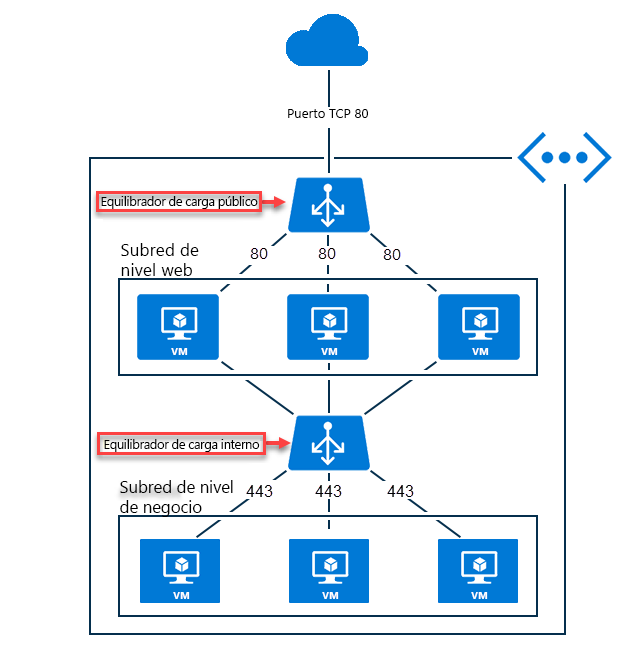 Puerto TCP 80
Equilibrador de carga público
80 80 80
Subred de
nivel web
VM VM VM
Equilibrador de carga interno
443 443 443
Subred de nivel
de negocio
VM VM VM